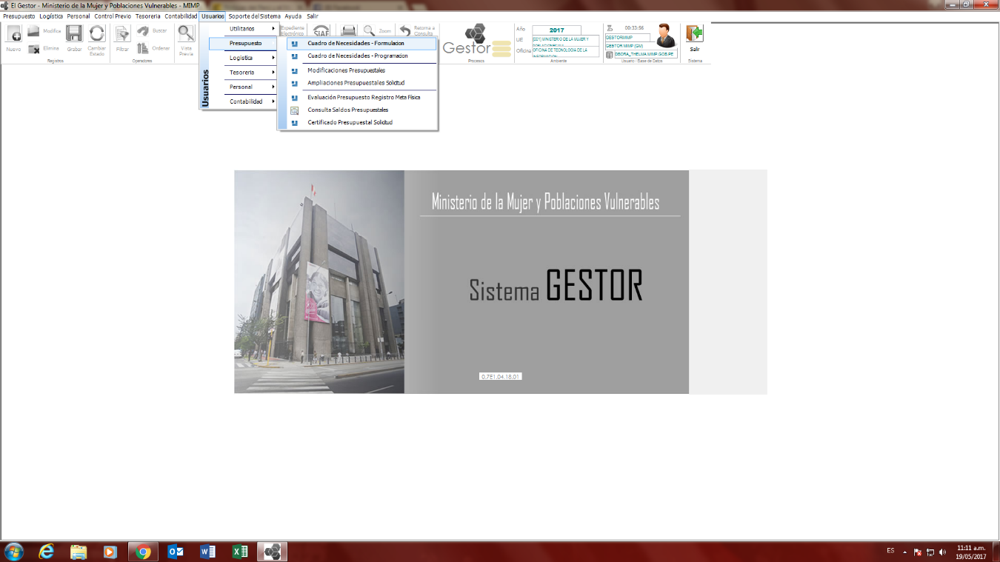 El Gestor - Ministerio de la Mujer y Poblaciones Vulnerables - MIMP
Presupuesto Logística Personal Control Previo Tesoreria Contabilidad Usuarios Soporte del Sistema Ayuda Salir
Nuevo
Modifica
Elimina
Grabar
Cambiar
Estado
Registros
Filtrar
Buscar
Ordenar
Operadores
Vista
Previa
Usuarios
Utilitarios
Presupuesto
Logística
Tesoreria
Personal
Contabilidad
Expediente
Electrónico
SIAF
Zoom
Retorna a
Consulta
Cuadro de Necesidades - Formulacion
Cuadro de Necesidades - Programacion
Modificaciones Presupuestales
Ampliaciones Presupuestales Solicitud
Evaluación Presupuesto Registro Meta Física
Consulta Saldos Presupuestales
Certificado Presupuestal Solicitud
Gestor
Procesos
Año 2017
UE [001] MINISTERIO DE LA MUJER Y
Oficina OFICINA DE TECNOLOGIA DE LA
Ambiente
00:33:56
GESTORMIMP
GESTOR MIMP (GM)
DBORA_THELMA.MIMP.GOB.PE
Usuario / Base de Datos
Salir
Sistema
Ministerio de la Mujer y Poblaciones Vulnerables
Sistema GESTOR
0.7E1.04.18.01
ES
11:11 a.m.
19/05/2017